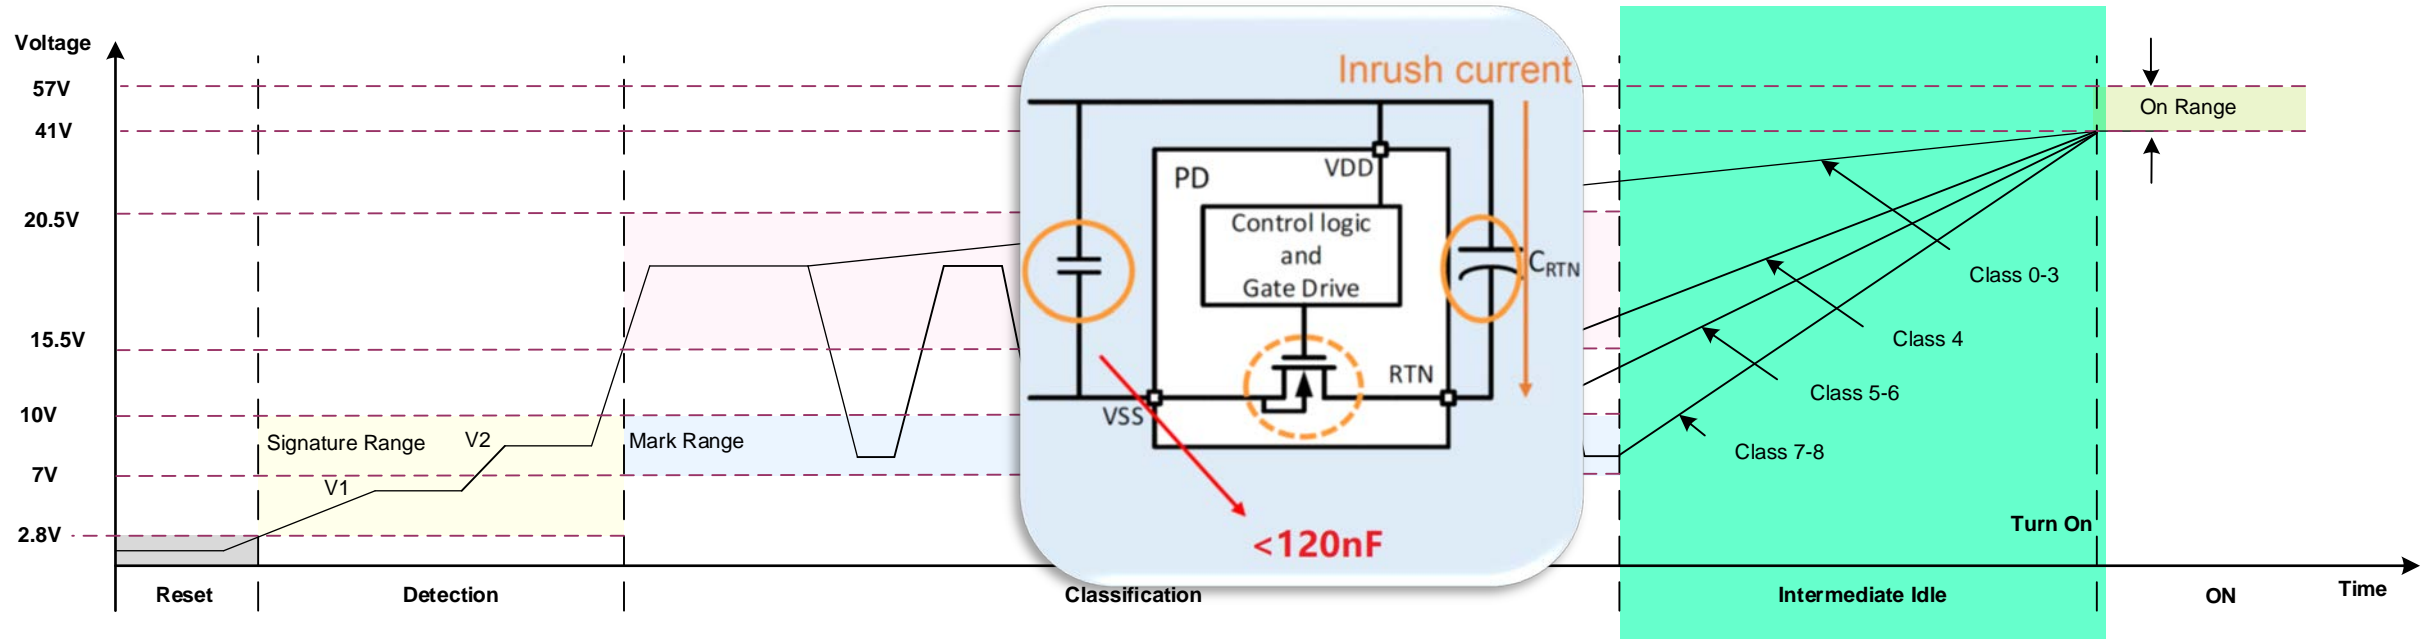 Voltage
57V
41V
20.5V
15.5V
10V
7V
2.8V
Signature Range
V1
V2
Mark Range
Inrush current
PD
VDD
Control logic
and
Gate Drive
CRTN
RTN
VSS
<120nF
On Range
Class 0-3
Class 4
Class 5-6
Class 7-8
Turn On
Reset
Detection
Classification
Intermediate Idle
ON
Time